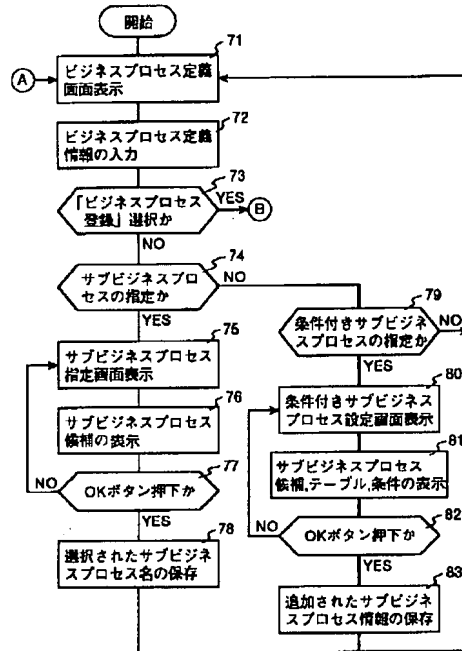 開始
71
A
ビジネスプロセス定義
画面表示
72
ビジネスプロセス定義
情報の入力
73
「ビジネスプロセス
登録」選択か
YES
B
NO
74
サブビジネスプロ
セスの指定か
NO
YES
75
サブビジネスプロセス
指定画面表示
76
サブビジネスプロセス
候補の表示
77
NO
OKボタン押下か
YES
78
選択されたサブビジネ
スプロセス名の保存
79
条件付きサブビジネ
スプロセスの指定か
NO
YES
80
条件付きサブビジネス
プロセス設定画面表示
81
サブビジネスプロセス
候補,テーブル,条件の表示
82
NO
OKボタン押下か
YES
83
追加されたサブビジネ
スプロセス情報の保存